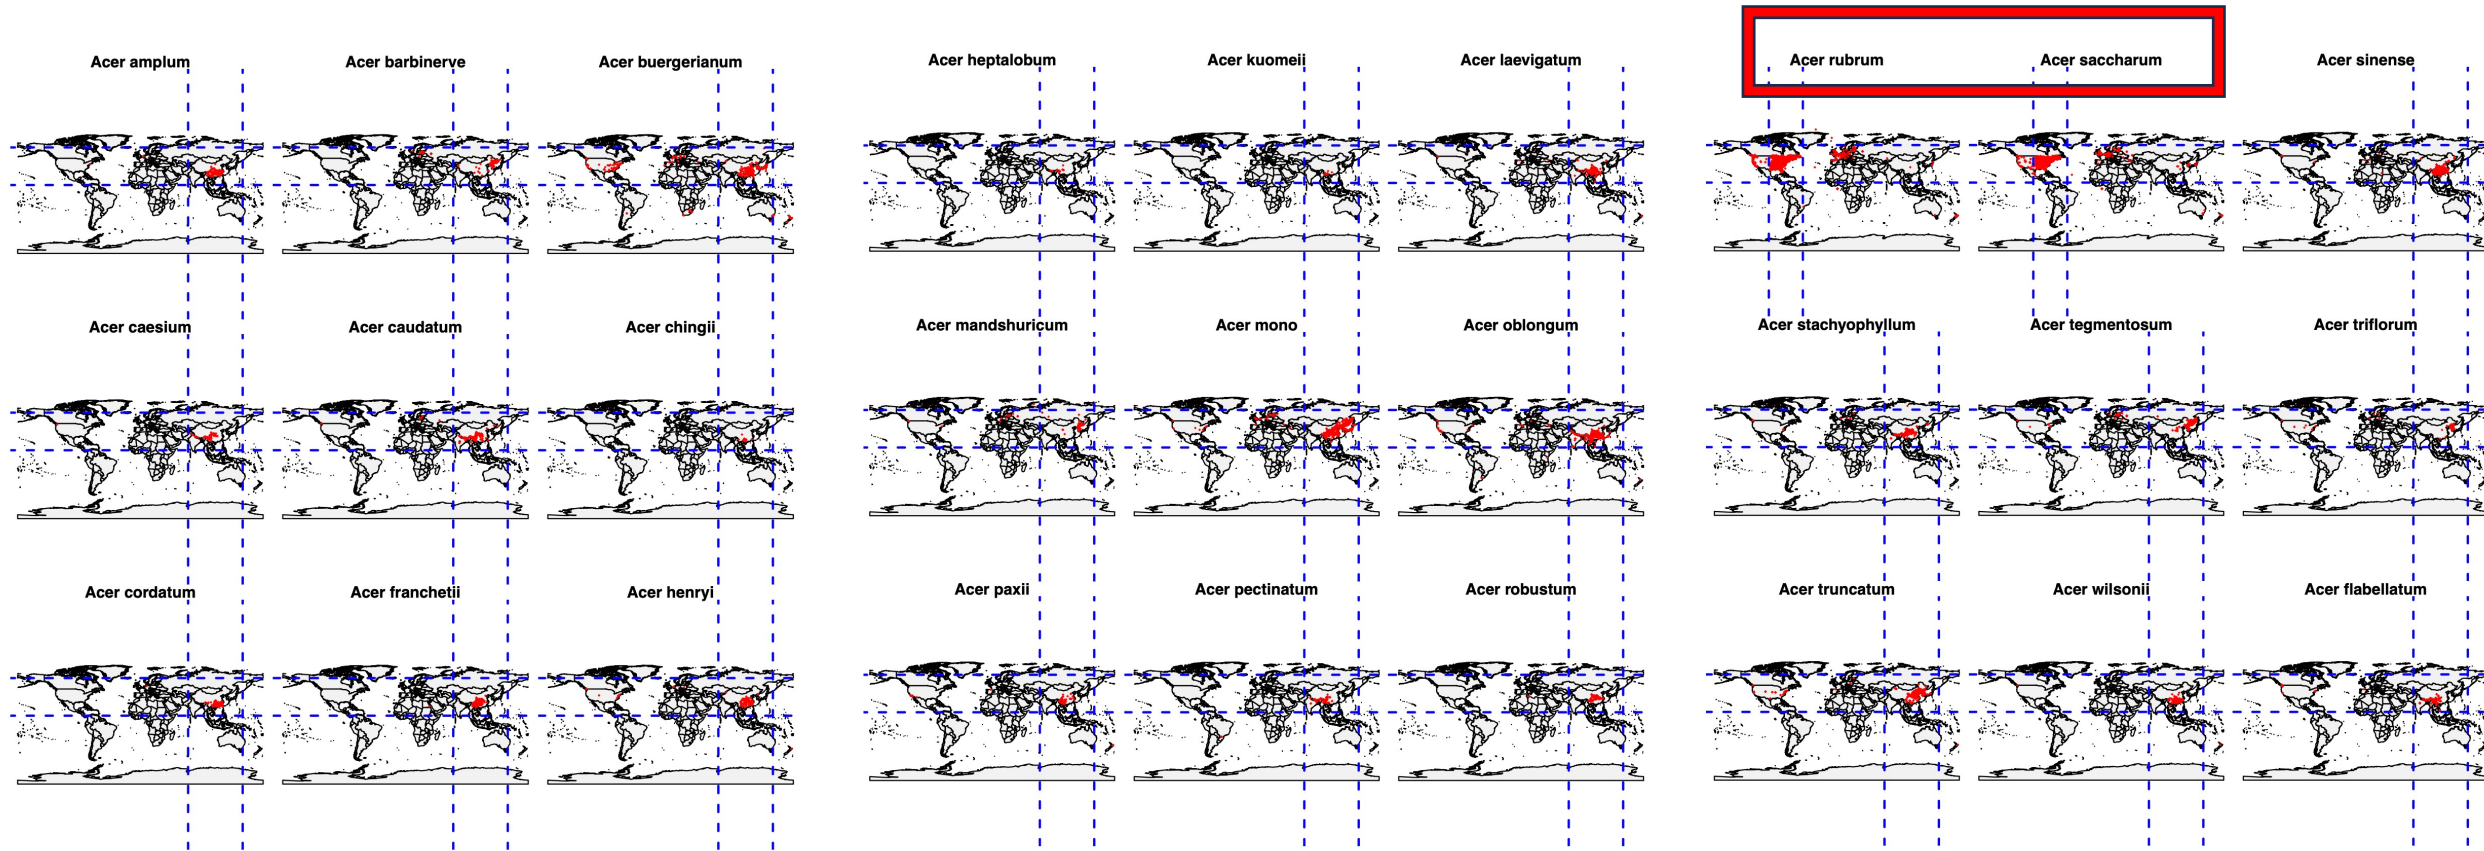 Acer amplum
Acer barbinerve
Acer buergerianum
Acer heptalobum
Acer kuomeii
Acer laevigatum
Acer rubrum
Acer saccharum
Acer sinense
Acer caesium
Acer caudatum
Acer chingii
Acer mandshuricum
Acer mono
Acer oblongum
Acer stachyophyllum
Acer tegmentosum
Acer triflorum
Acer cordatum
Acer franchetii
Acer henryi
Acer paxii
Acer pectinatum
Acer robustum
Acer truncatum
Acer wilsonii
Acer flabellatum